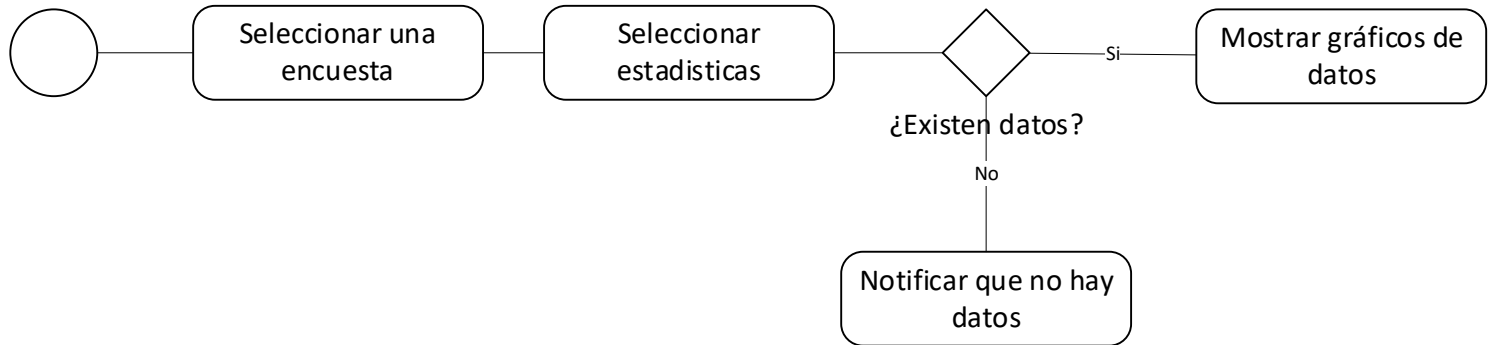 Seleccionar una
encuesta
Seleccionar
estadisticas
¿Existen datos?
Si
Mostrar gráficos de
datos
No
Notificar que no hay
datos